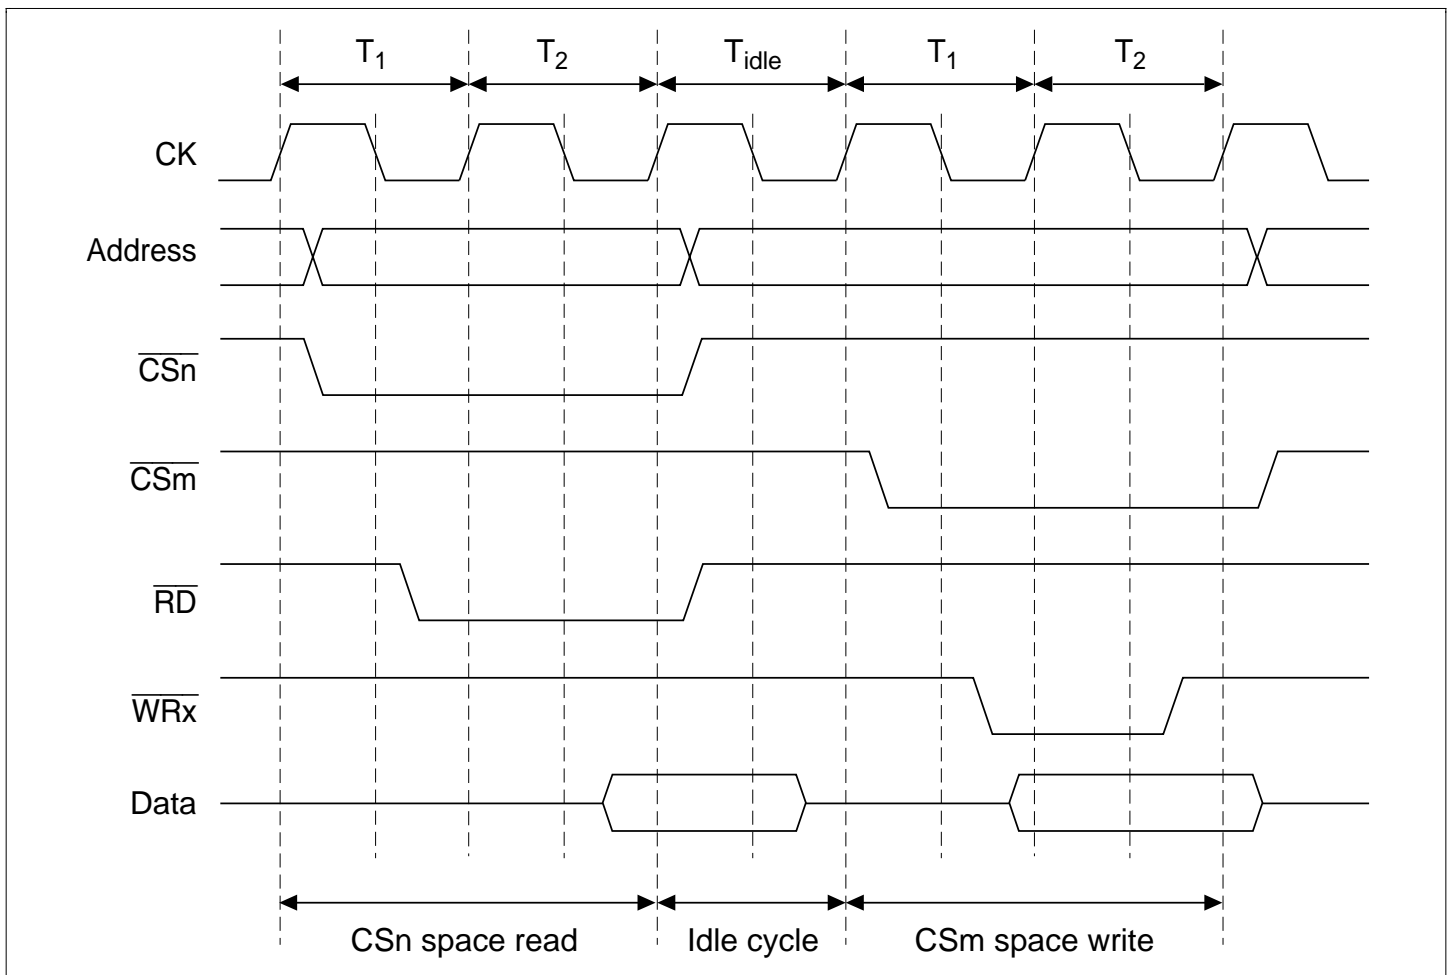 T1 T2 Tidle T1 T2
CK
Address
CSn
CSm
RD
WRx
Data
CSn space read Idle cycle CSm space write